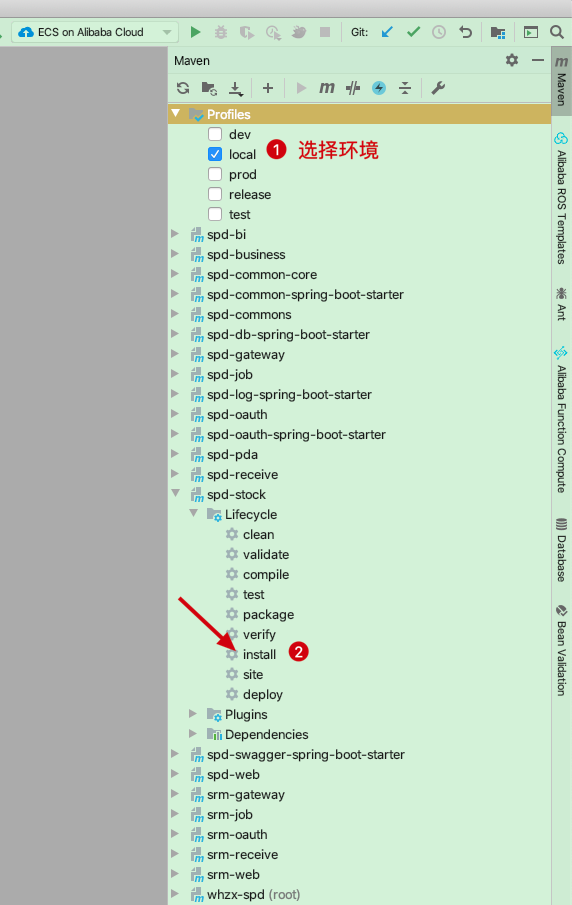 ECS on Alibaba Cloud
Git:
Maven
m
Profiles
dev
local
1 选择环境
prod
release
test
spd-bi
spd-business
spd-common-core
spd-common-spring-boot-starter
spd-commons
spd-db-spring-boot-starter
spd-gateway
spd-job
spd-log-spring-boot-starter
spd-oauth
spd-oauth-spring-boot-starter
spd-pda
spd-receive
spd-stock
Lifecycle
clean
validate
compile
test
package
verify
install 2
site
deploy
Plugins
Dependencies
spd-swagger-spring-boot-starter
spd-web
srm-gateway
srm-job
srm-oauth
srm-receive
srm-web
whzx-spd (root)
m Maven
Alibaba ROS Templates
Ant
Alibaba Function Compute
Database
Bean Validation